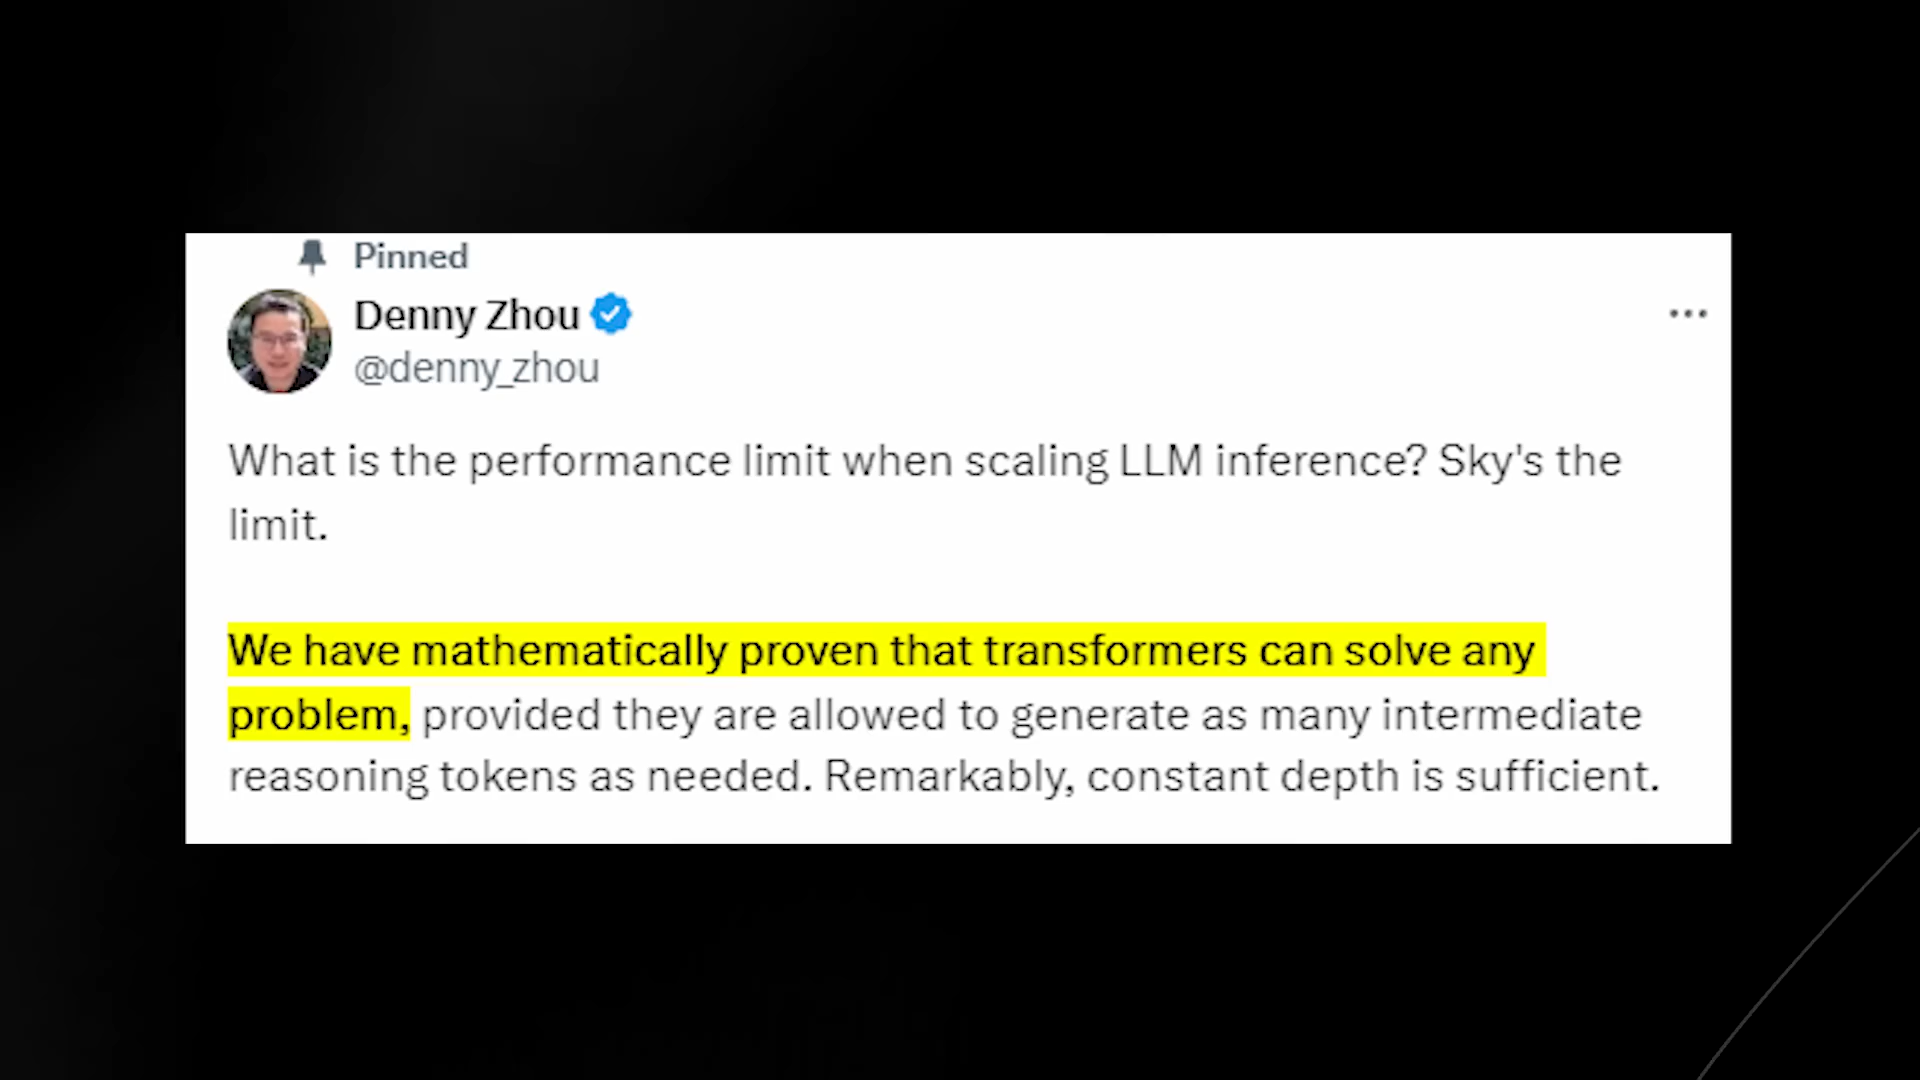 Pinned
Denny Zhou
@denny_zhou
What is the performance limit when scaling LLM inference? Sky's the
limit.
We have mathematically proven that transformers can solve any
problem, provided they are allowed to generate as many intermediate
reasoning tokens as needed. Remarkably, constant depth is sufficient.